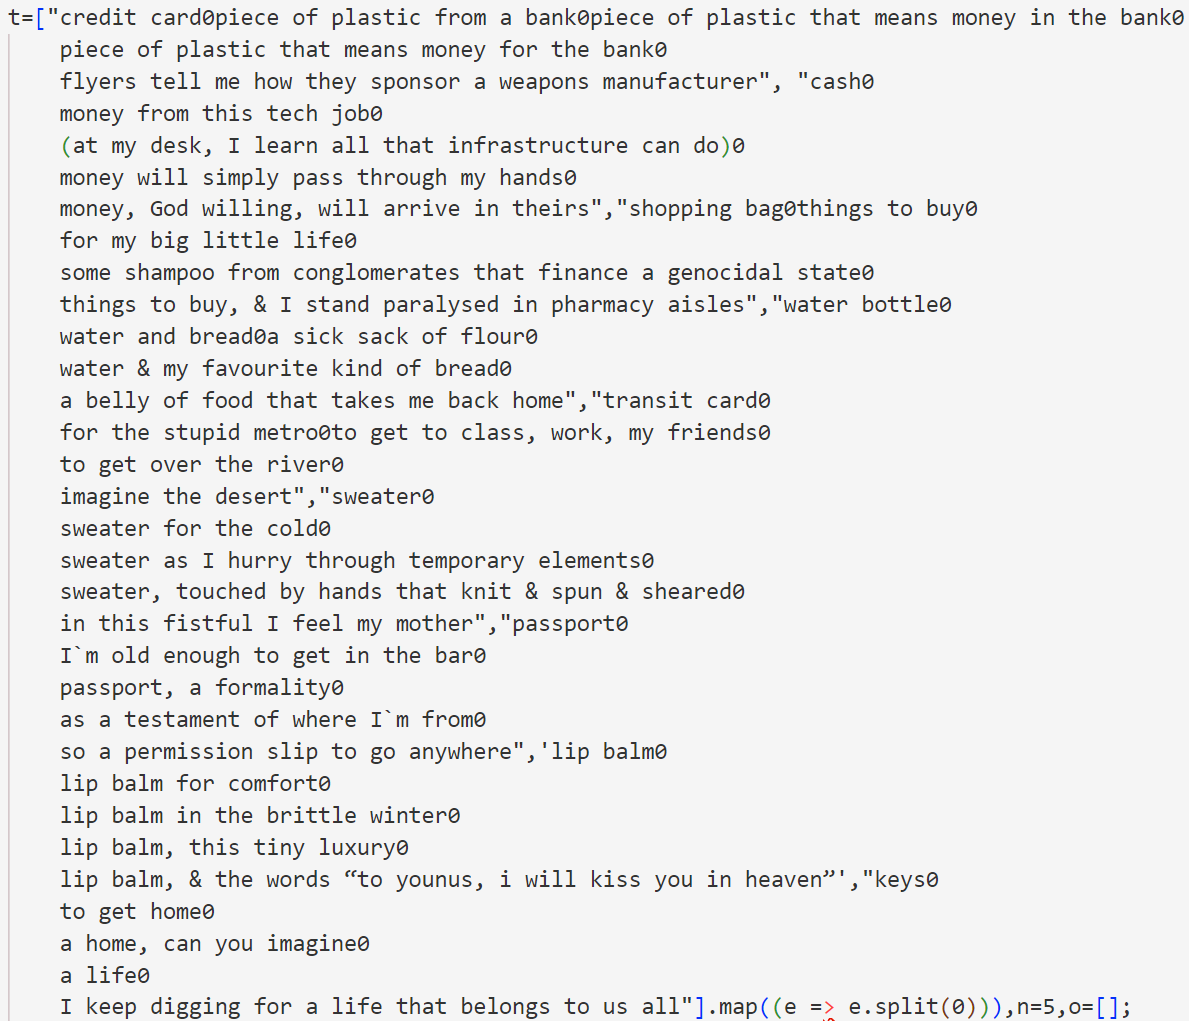 t=["credit card0piece of plastic from a bank0piece of plastic that means money in the bank0
piece of plastic that means money for the bank0
flyers tell me how they sponsor a weapons manufacturer", "cash0
money from this tech job0
(at my desk, I learn all that infrastructure can do)0
money will simply pass through my hands0
money, God willing, will arrive in theirs","shopping bag0things to buy0
for my big little life0
some shampoo from conglomerates that finance a genocidal state0
things to buy, & I stand paralysed in pharmacy aisles","water bottle0
water and bread0a sick sack of flour0
water & my favourite kind of bread0
a belly of food that takes me back home","transit card0
for the stupid metro0to get to class, work, my friends0
to get over the river0
imagine the desert","sweater0
sweater for the cold0
sweater as I hurry through temporary elements0
sweater, touched by hands that knit & spun & sheared0
in this fistful I feel my mother","passport0
I`m old enough to get in the bar0
passport, a formality0
as a testament of where I`m from0
so a permission slip to go anywhere",'lip balm0
lip balm for comfort0
lip balm in the brittle winter0
lip balm, this tiny luxury0
lip balm, & the words “to younus, i will kiss you in heaven”',"keys0
to get home0
a home, can you imagine0
a life0
I keep digging for a life that belongs to us all"].map((e => e.split(0))),n=5,o=[];